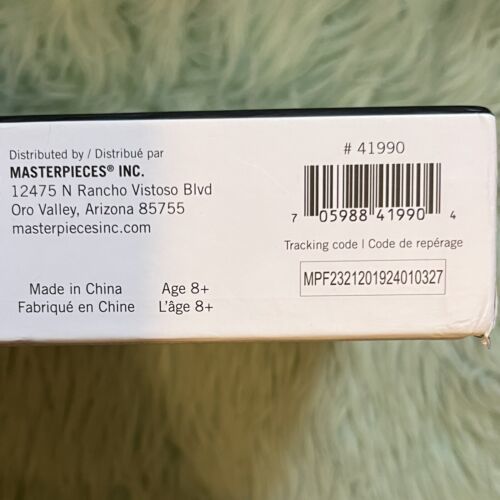 Distributed by / Distribué par
MASTERPIECES® INC.
12475 N Rancho Vistoso Blvd
Oro Valley, Arizona 85755
masterpiecesinc.com
Made in China
Fabriqué en Chine
Age 8+
L'âge 8+
# 41990
7 05988 41990 4
Tracking code | Code de repérage
MPF2321201924010327